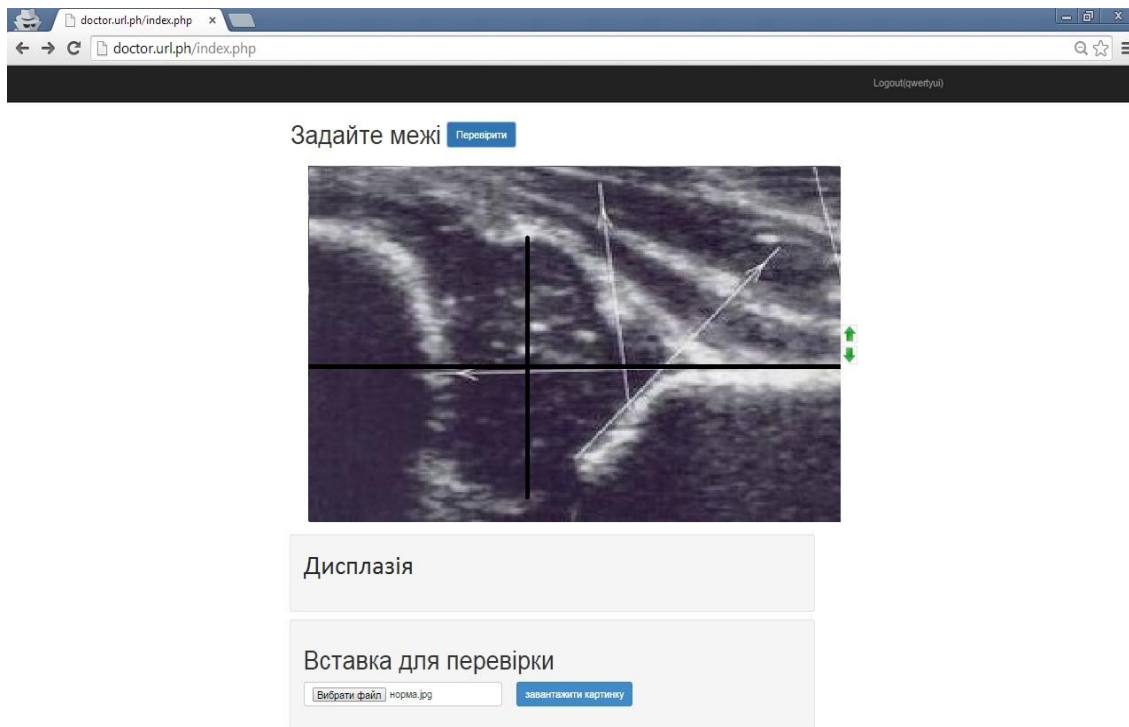 doctor.url.ph/index.php
doctor.url.ph/index.php
Logout(qwertyui)
Задайте межі Перевірити
Дисплазія
Вставка для перевірки
Вибрати файл норма.jpg завантажити картинку